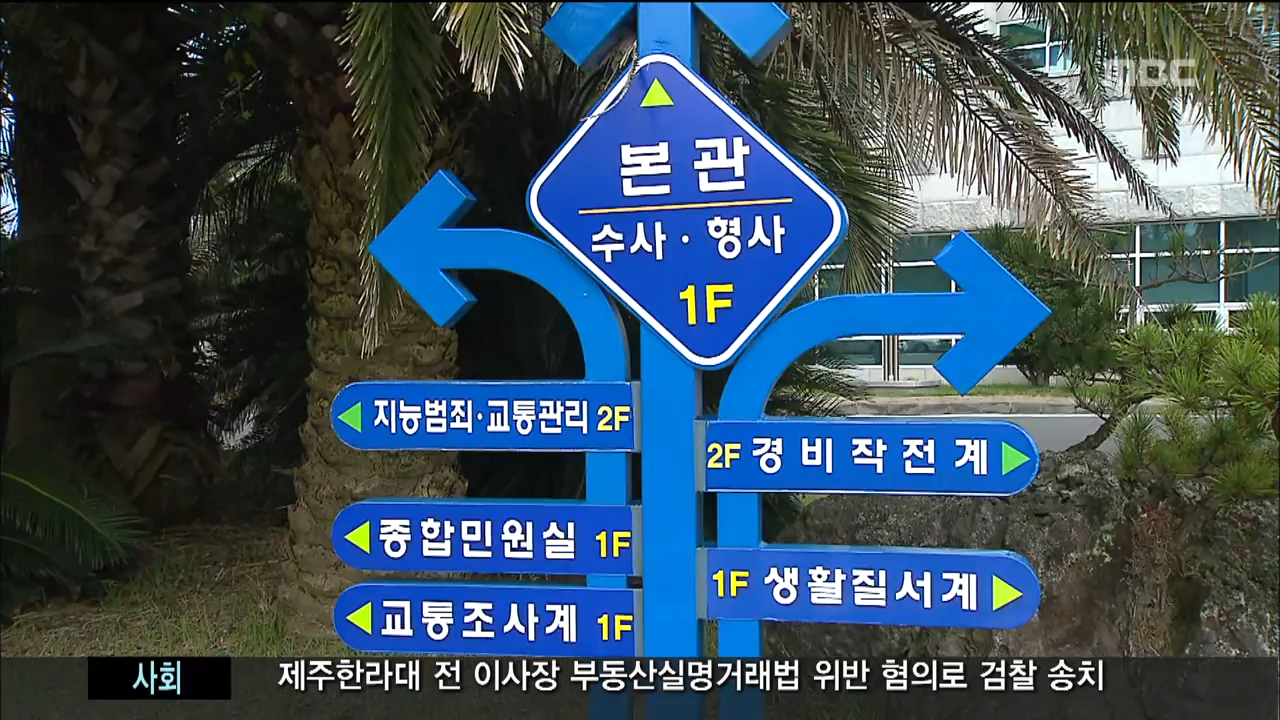 MBC
본관
수사·형사
1F
지능범죄·교통관리 2F
2F 경비작전계
종합민원실 1F
1F 생활질서계
교통조사계 1F
사회 제주한라대 전 이사장 부동산실명거래법 위반 혐의로 검찰 송치